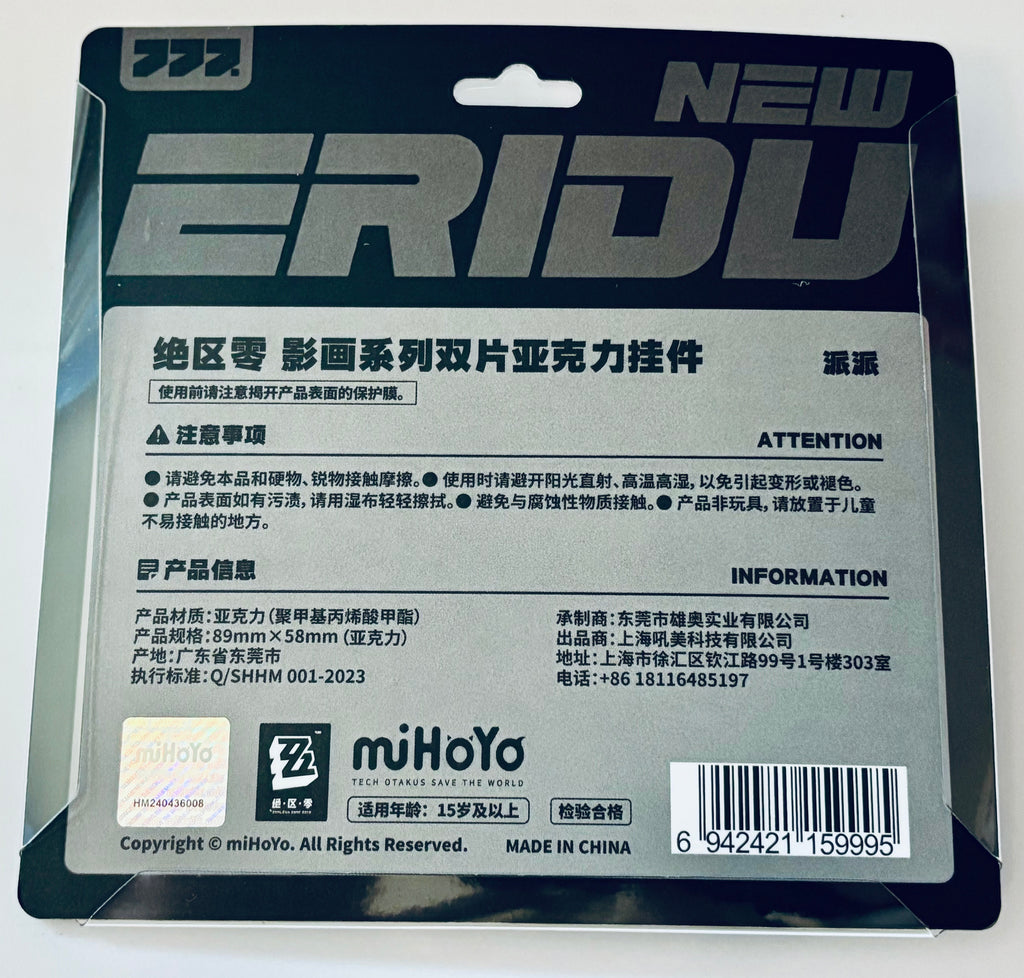 NEW
ERIDU
绝区零 影画系列双片亚克力挂件 派派
使用前请注意揭开产品表面的保护膜。
注意事项 ATTENTION
● 请避免本品和硬物、锐物接触摩擦。● 使用时请避开阳光直射、高温高湿，以免引起变形或褪色。
● 产品表面如有污渍，请用湿布轻轻擦拭。● 避免与腐蚀性物质接触。● 产品非玩具，请放置于儿童
不易接触的地方。
产品信息 INFORMATION
产品材质：亚克力（聚甲基丙烯酸甲酯）
产品规格：89mm×58mm（亚克力）
产地：广东省东莞市
执行标准：Q/SHHM 001-2023
承制商：东莞市雄奥实业有限公司
出品商：上海吼美科技有限公司
地址：上海市徐汇区钦江路99号1号楼303室
电话：+86 18116485197
miHoYo
HM240436008
绝·区·零
miHoYo
TECH OTAKUS SAVE THE WORLD
适用年龄：15岁及以上 检验合格
Copyright © miHoYo. All Rights Reserved. MADE IN CHINA
6 942421 159995